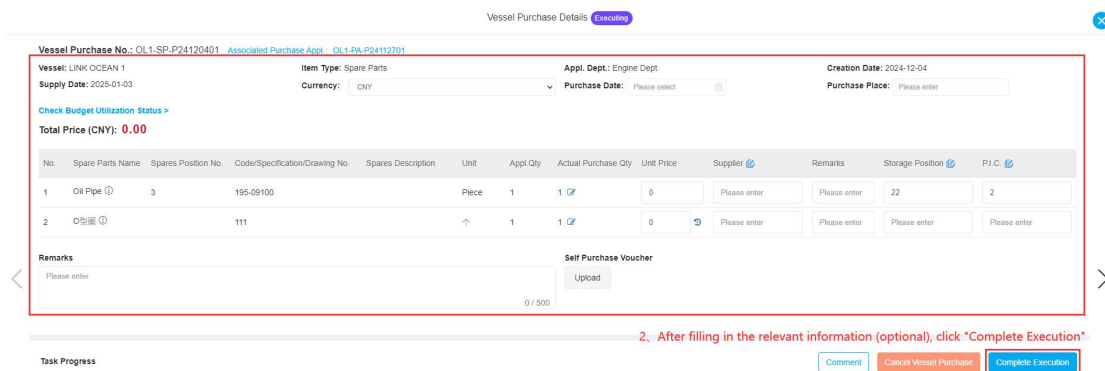 Vessel Purchase Details Executing
Vessel Purchase No.: OL1-SP-P24120401 Associated Purchase Appl.: OL1-PA-P24112701
Vessel: LINK OCEAN 1 Item Type: Spare Parts Appl. Dept.: Engine Dept. Creation Date: 2024-12-04
Supply Date: 2025-01-03 Currency: CNY Purchase Date: Please select Purchase Place: Please enter
Check Budget Utilization Status >
Total Price (CNY): 0.00
No. Spare Parts Name Spares Position No. Code/Specification/Drawing No. Spares Description Unit Appl.Qty Actual Purchase Qty Unit Price Supplier Remarks Storage Position P.I.C.
1 Oil Pipe 3 195-09100 Piece 1 1 0 Please enter Please enter 22 2
2 O型圈 111 个 1 1 0 Please enter Please enter Please enter Please enter
Remarks Self Purchase Voucher
Please enter Upload
0 / 500
2、After filling in the relevant information (optional), click "Complete Execution"
Task Progress Comment Cancel Vessel Purchase Complete Execution